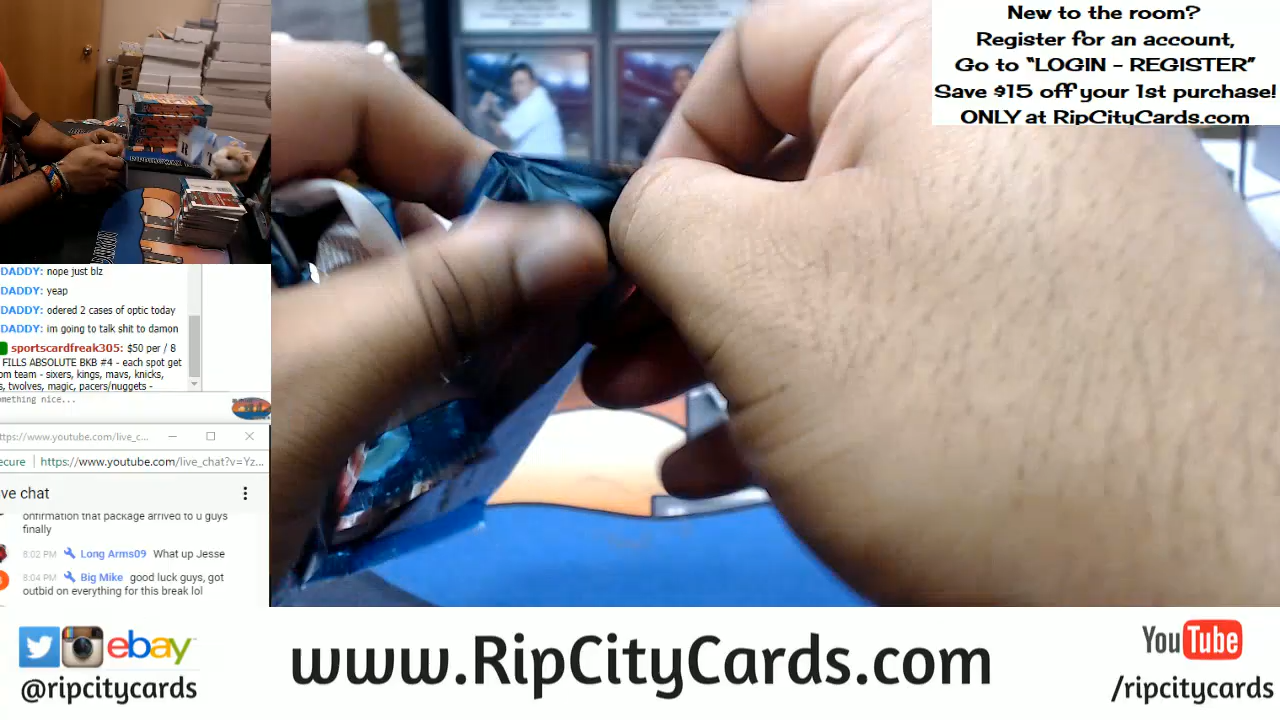 New to the room?
Register for an account,
Go to “LOGIN - REGISTER”
Save $15 off your 1st purchase!
ONLY at RipCityCards.com
DADDY: nope just blz
DADDY: yeap
DADDY: odered 2 cases of optic today
DADDY: im going to talk shit to damon
sportscardfreak305: $50 per / 8
FILLS ABSOLUTE BKB #4 - each spot get
om team - sixers, kings, mavs, knicks,
s, twolves, magic, pacers/nuggets -
omething nice...
ttps://www.youtube.com/live_c...
ecure https://www.youtube.com/live_chat?v=Yz...
ve chat
onfirmation that package arrived to u guys
finally
8:02 PM Long Arms09 What up Jesse
8:04 PM Big Mike good luck guys, got
outbid on everything for this break lol
ebay
@ripcitycards
www.RipCityCards.com
YouTube
/ripcitycards